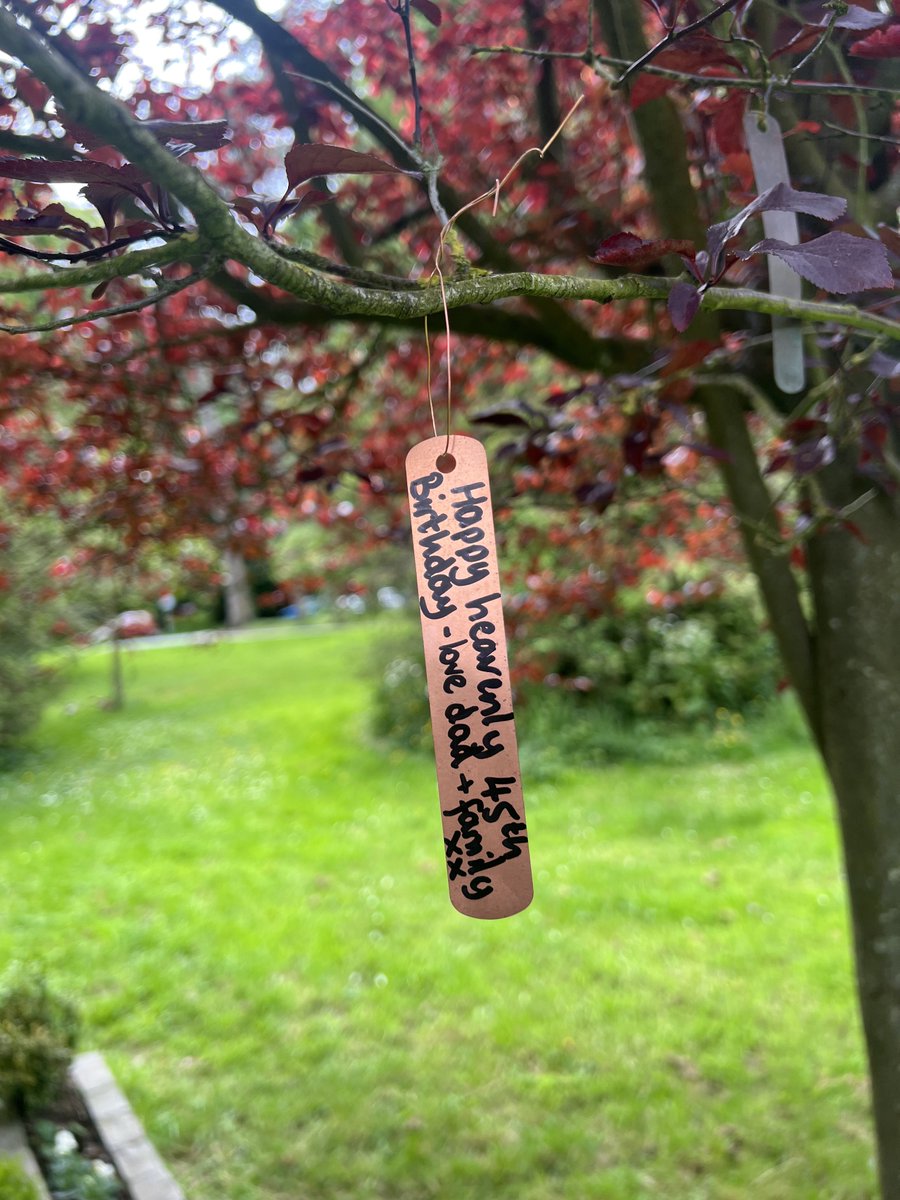 Happy heavenly 45th
Birthday - love dad + family
xx